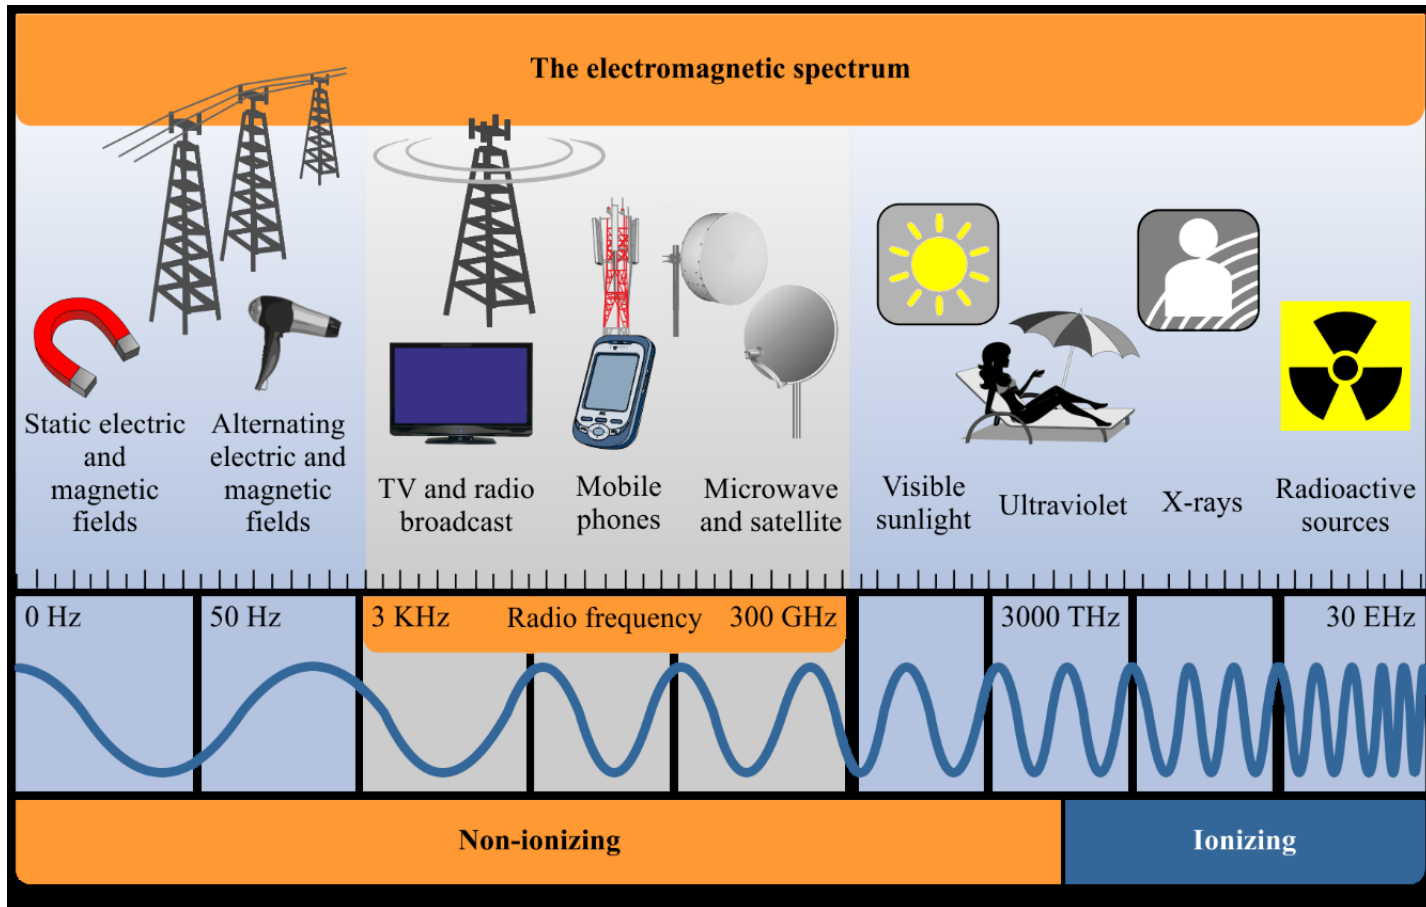 The electromagnetic spectrum
Static electric
and
magnetic
fields
Alternating
electric and
magnetic
fields
TV and radio
broadcast
Mobile
phones
Microwave
and satellite
Visible
sunlight
Ultraviolet
X-rays
Radioactive
sources
0 Hz
50 Hz
3 KHz
Radio frequency
300 GHz
3000 THz
30 EHz
Non-ionizing
Ionizing